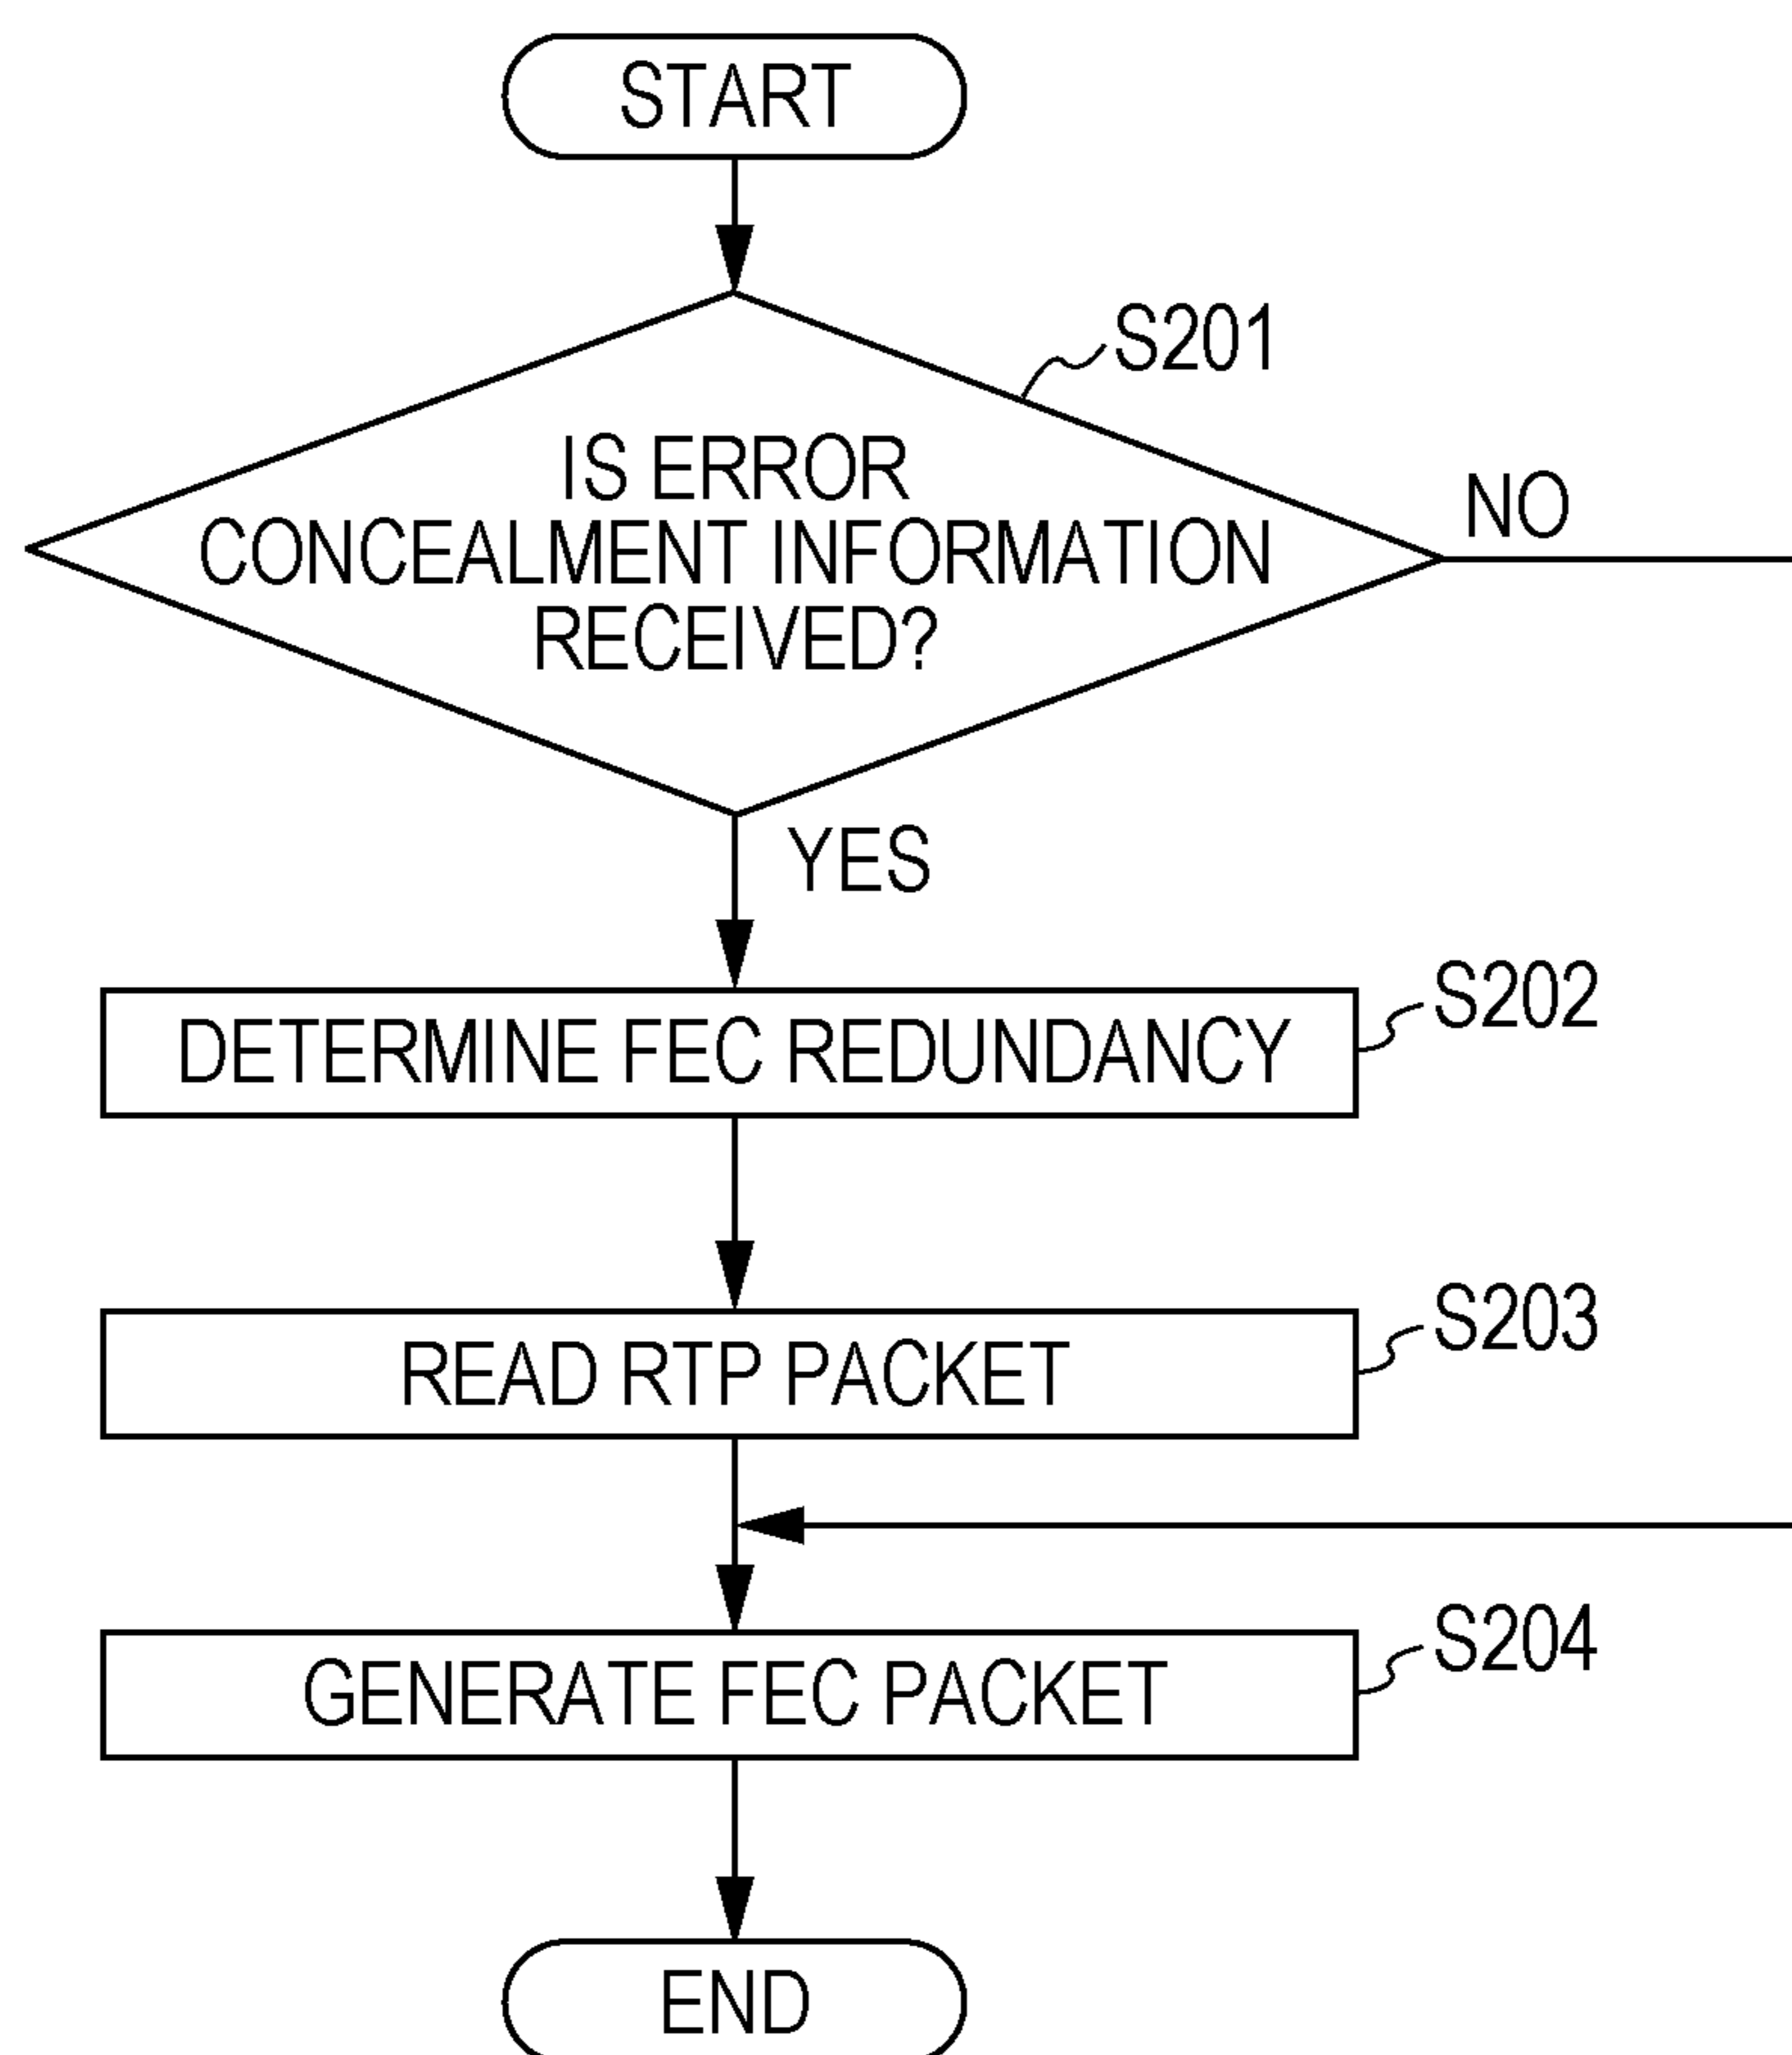 START
S201
IS ERROR
CONCEALMENT INFORMATION
RECEIVED?
NO
YES
S202
DETERMINE FEC REDUNDANCY
S203
READ RTP PACKET
S204
GENERATE FEC PACKET
END